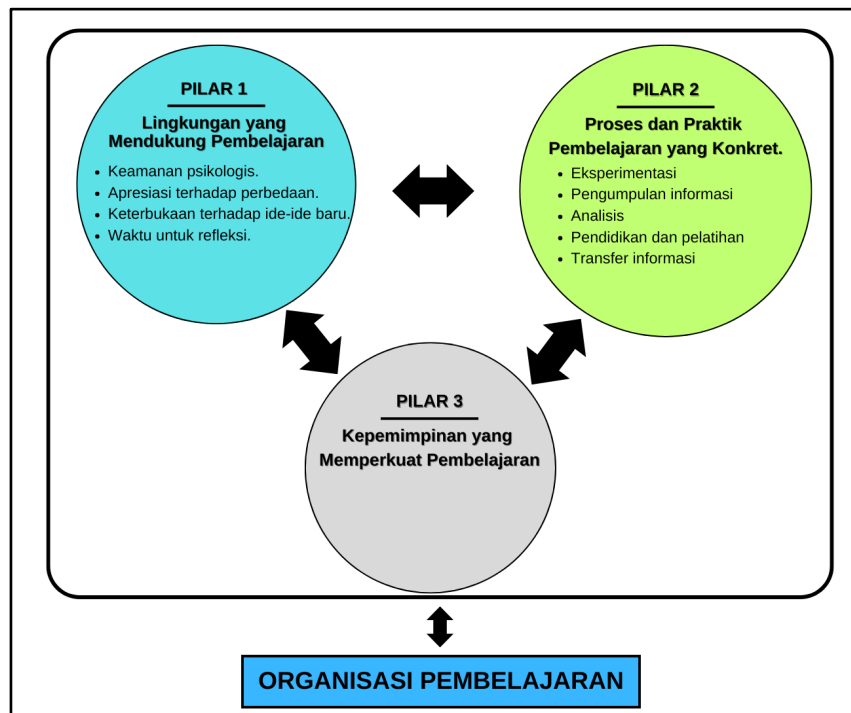 PILAR 1
Lingkungan yang
Mendukung Pembelajaran
• Keamanan psikologis.
• Apresiasi terhadap perbedaan.
• Keterbukaan terhadap ide-ide baru.
• Waktu untuk refleksi.
PILAR 2
Proses dan Praktik
Pembelajaran yang Konkret.
• Eksperimentasi
• Pengumpulan informasi
• Analisis
• Pendidikan dan pelatihan
• Transfer informasi
PILAR 3
Kepemimpinan yang
Memperkuat Pembelajaran
ORGANISASI PEMBELAJARAN